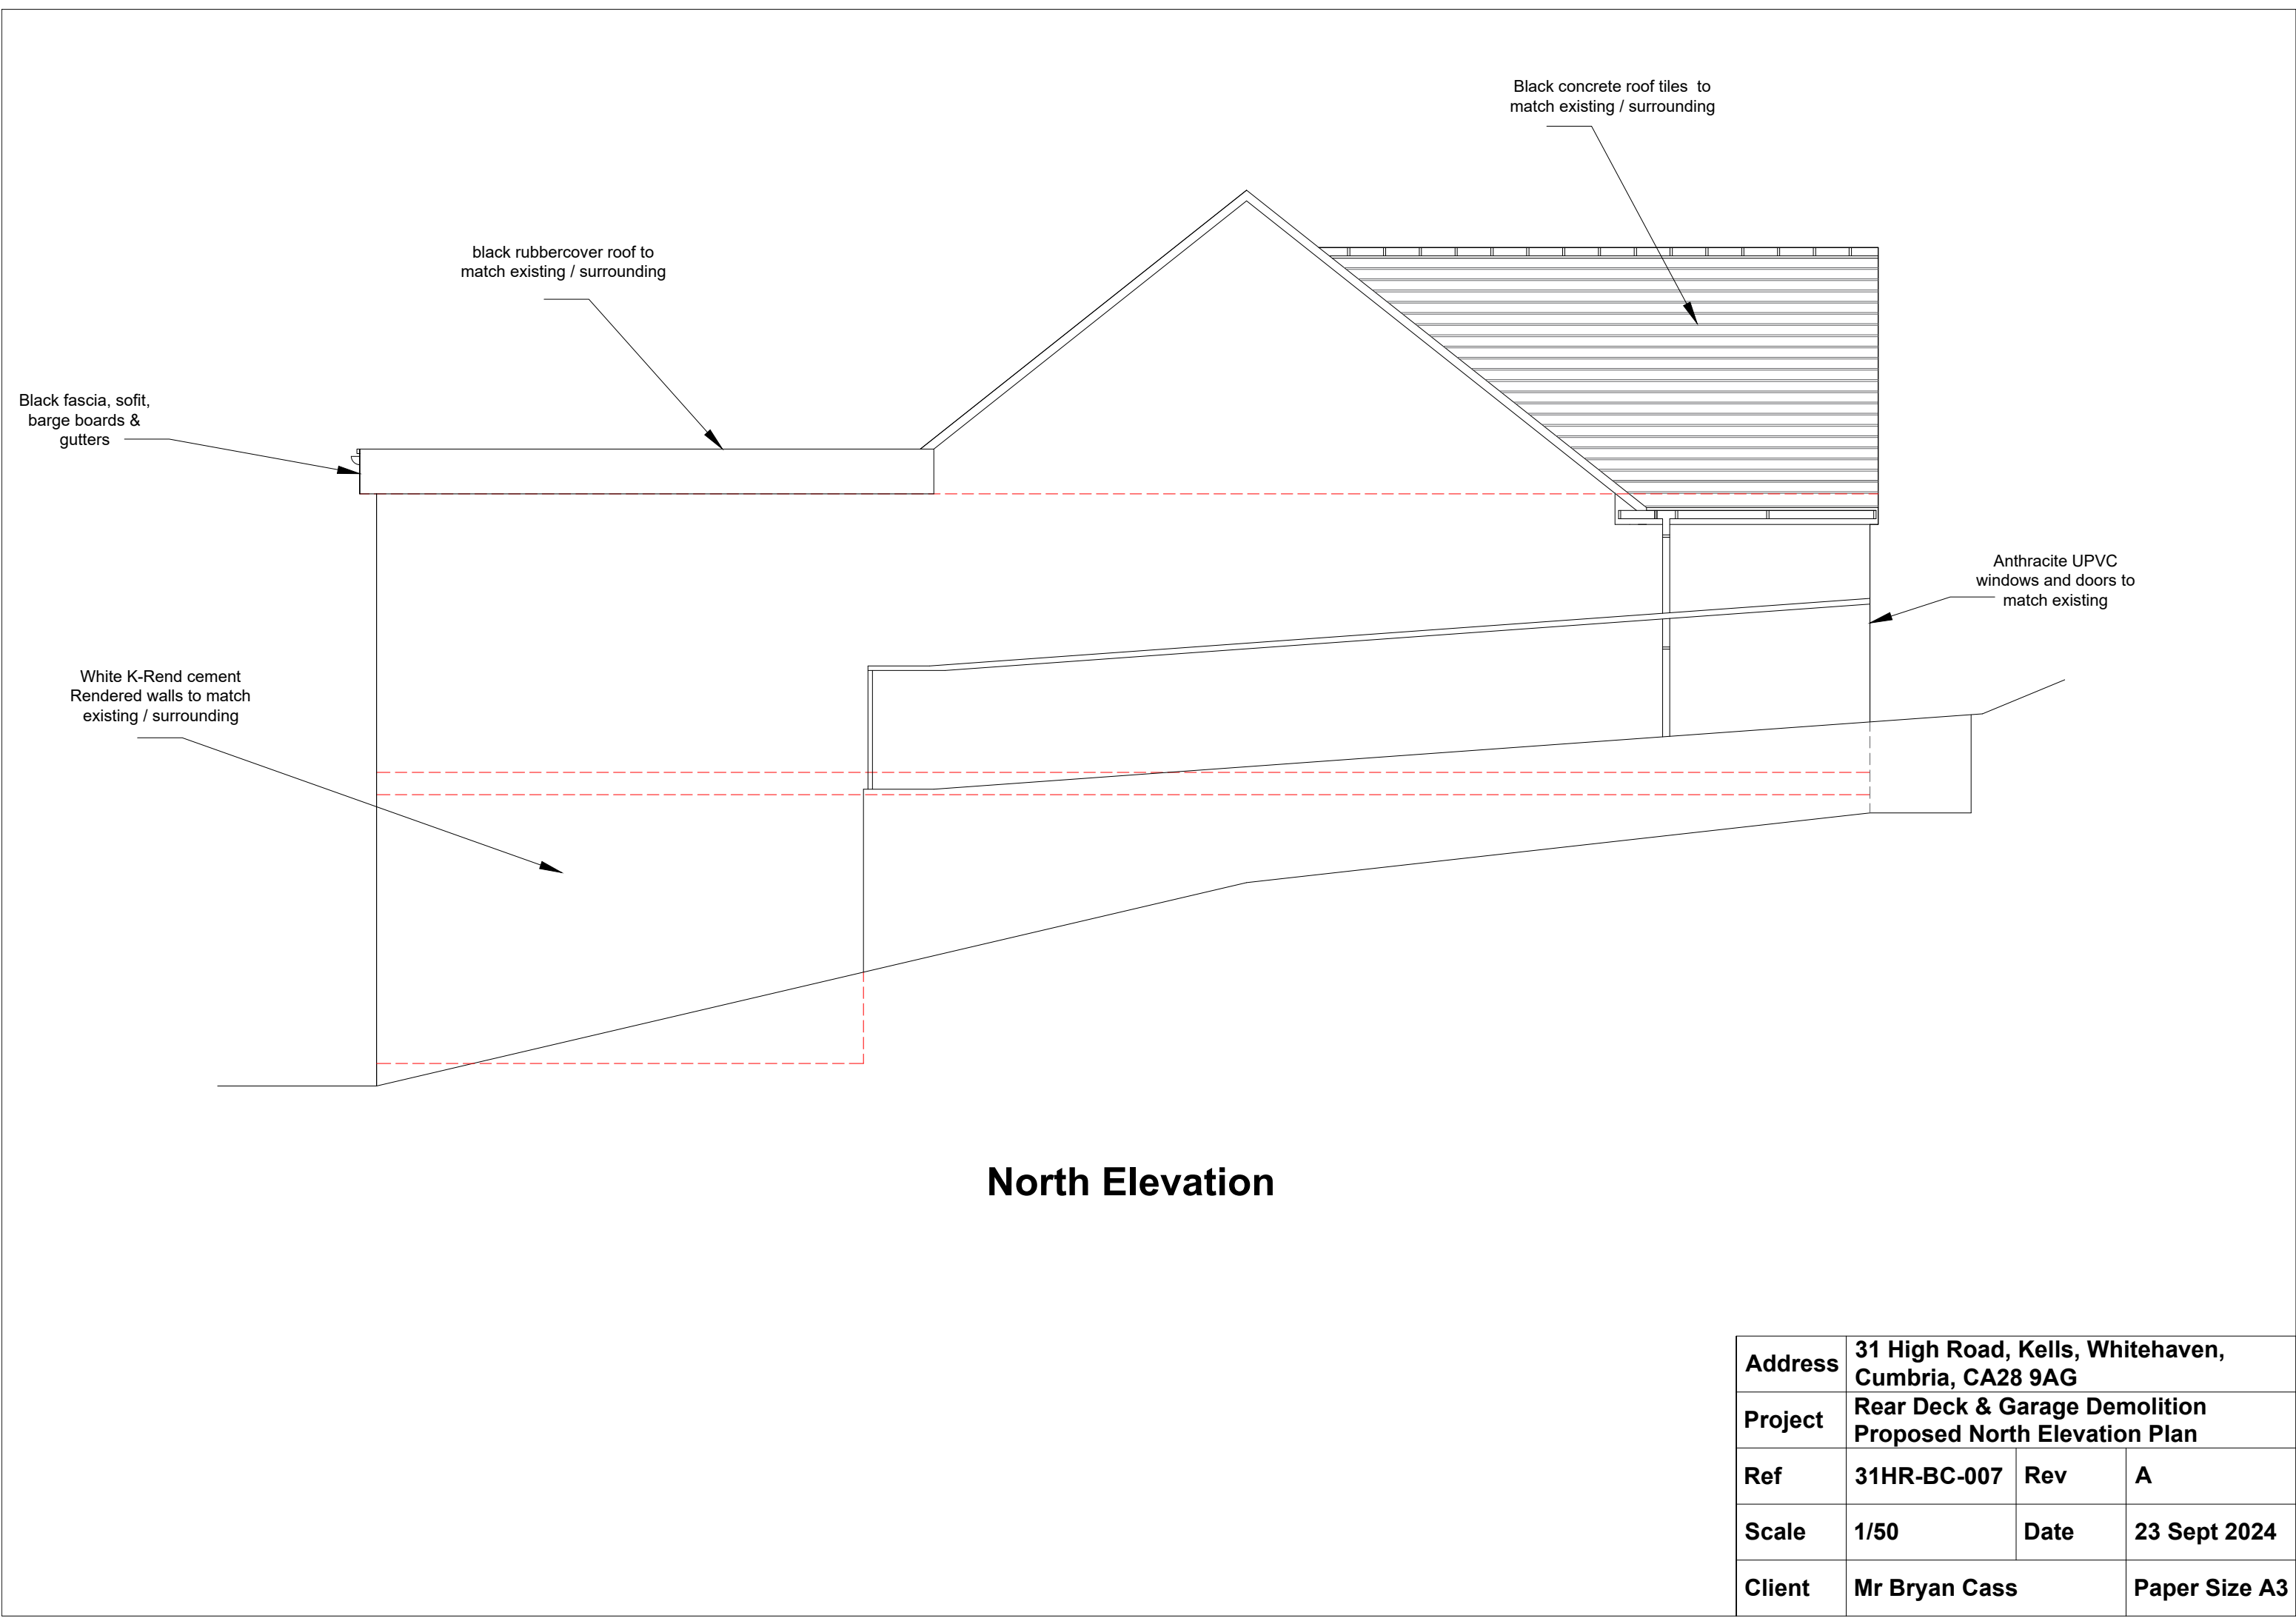 Black concrete roof tiles to
match existing / surrounding
black rubbercover roof to
match existing / surrounding
Black fascia, sofit,
barge boards &
gutters
Anthracite UPVC
windows and doors to
match existing
White K-Rend cement
Rendered walls to match
existing / surrounding
North Elevation
Address 31 High Road, Kells, Whitehaven,
Cumbria, CA28 9AG
Project Rear Deck & Garage Demolition
Proposed North Elevation Plan
Ref 31HR-BC-007 Rev A
Scale 1/50 Date 23 Sept 2024
Client Mr Bryan Cass Paper Size A3